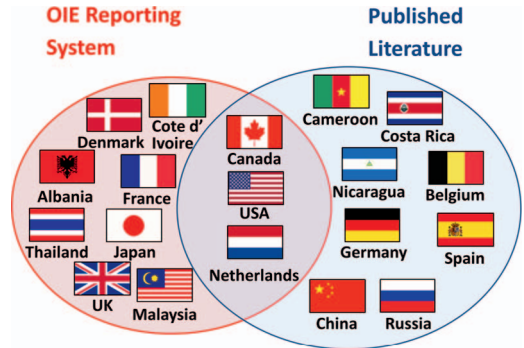 OIE Reporting
System
Published
Literature
Denmark
Cote d'
Ivoire
Albania
France
Thailand
Japan
UK
Malaysia
Canada
USA
Netherlands
Cameroon
Costa Rica
Nicaragua
Belgium
Germany
Spain
China
Russia